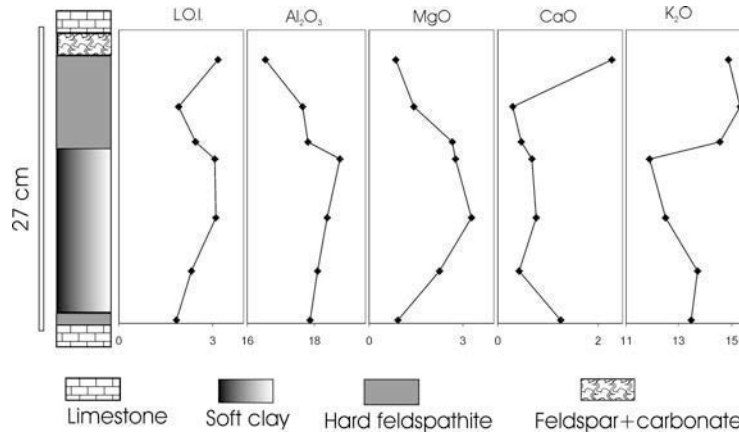 L.O.I. Al₂O₃ MgO CaO K₂O
27 cm
0 3 16 18 0 3 0 2 11 13 15
Limestone Soft clay Hard feldspathite Feldspar+carbonate